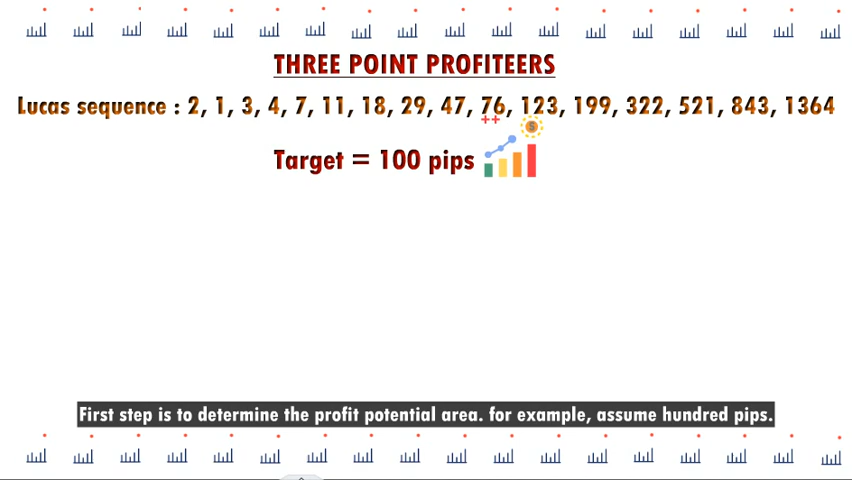 THREE POINT PROFITEERS
Lucas sequence : 2, 1, 3, 4, 7, 11, 18, 29, 47, 76, 123, 199, 322, 521, 843, 1364
Target = 100 pips
First step is to determine the profit potential area. for example, assume hundred pips.